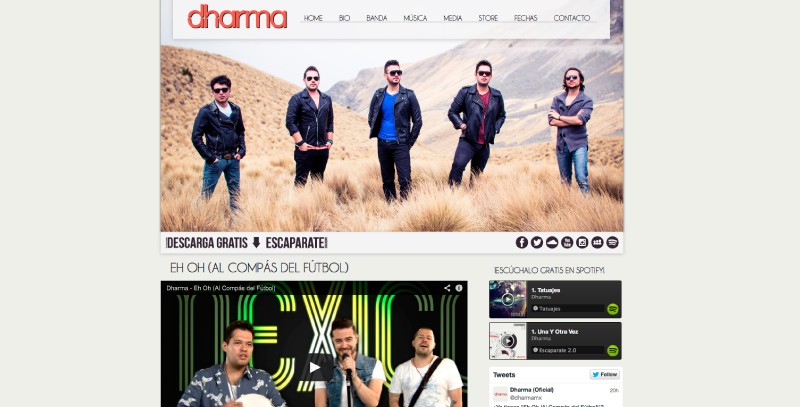 dharma
HOME BIO BANDA MÚSICA MEDIA STORE FECHAS CONTACTO
¡DESCARGA GRATIS ESCAPARATE!
EH OH (AL COMPÁS DEL FÚTBOL)
Dharma - Eh Oh (Al Compás del Fútbol)
¡ESCÚCHALO GRATIS EN SPOTIFY!
1. Tatuajes
Dharma
Tatuajes
1. Una Y Otra Vez
Dharma
Escaparate 2.0
Tweets
Follow
Dharma (Oficial) 20h
@dharmamx